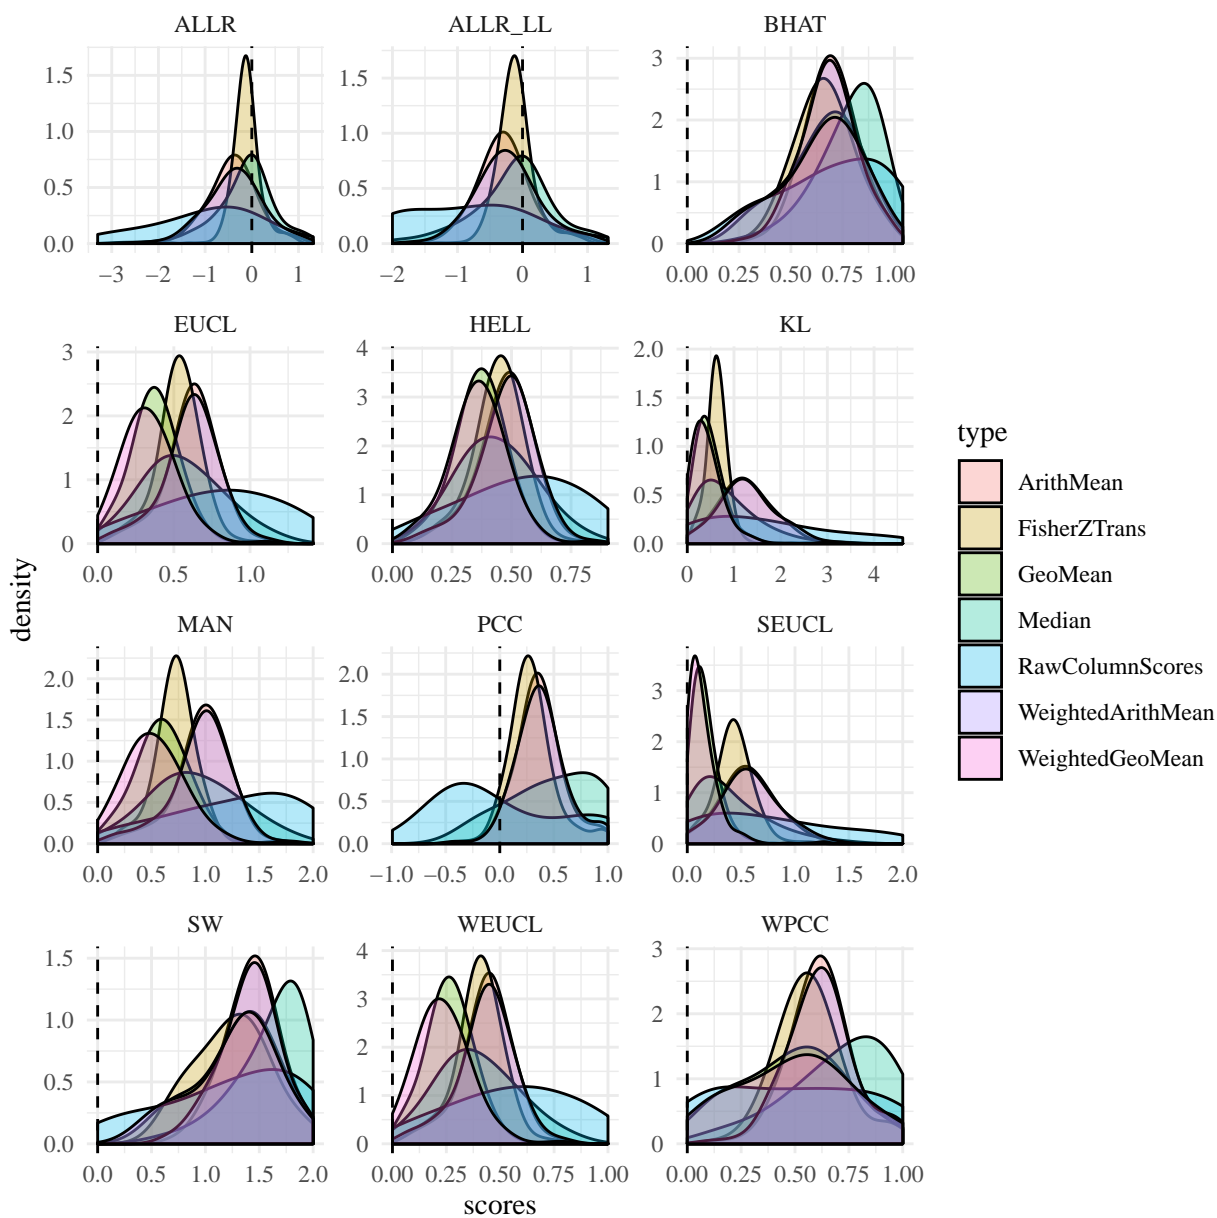 ALLR ALLR_LL BHAT
1.5 1.5 3
1.0 1.0 2
0.5 0.5 1
0.0 0.0 0
−3 −2 −1 0 1 −2 −1 0 1 0.00 0.25 0.50 0.75 1.00
EUCL HELL KL
3 4 2.0
2 3 1.5
1 2 1.0
0 1 0.5
0 0.0
0.0 0.5 1.0 0.00 0.25 0.50 0.75 0 1 2 3 4
density
MAN PCC SEUCL
2.0 2.0 3
1.5 1.5 2
1.0 1.0 1
0.5 0.5 0
0.0 0.0
0.0 0.5 1.0 1.5 2.0 −1.0 −0.5 0.0 0.5 1.0 0.0 0.5 1.0 1.5 2.0
SW WEUCL WPCC
1.5 4 3
1.0 3 2
0.5 2 1
0.0 1 0
0
0.0 0.5 1.0 1.5 2.0 0.00 0.25 0.50 0.75 1.00 0.00 0.25 0.50 0.75 1.00
scores
type
ArithMean
FisherZTrans
GeoMean
Median
RawColumnScores
WeightedArithMean
WeightedGeoMean